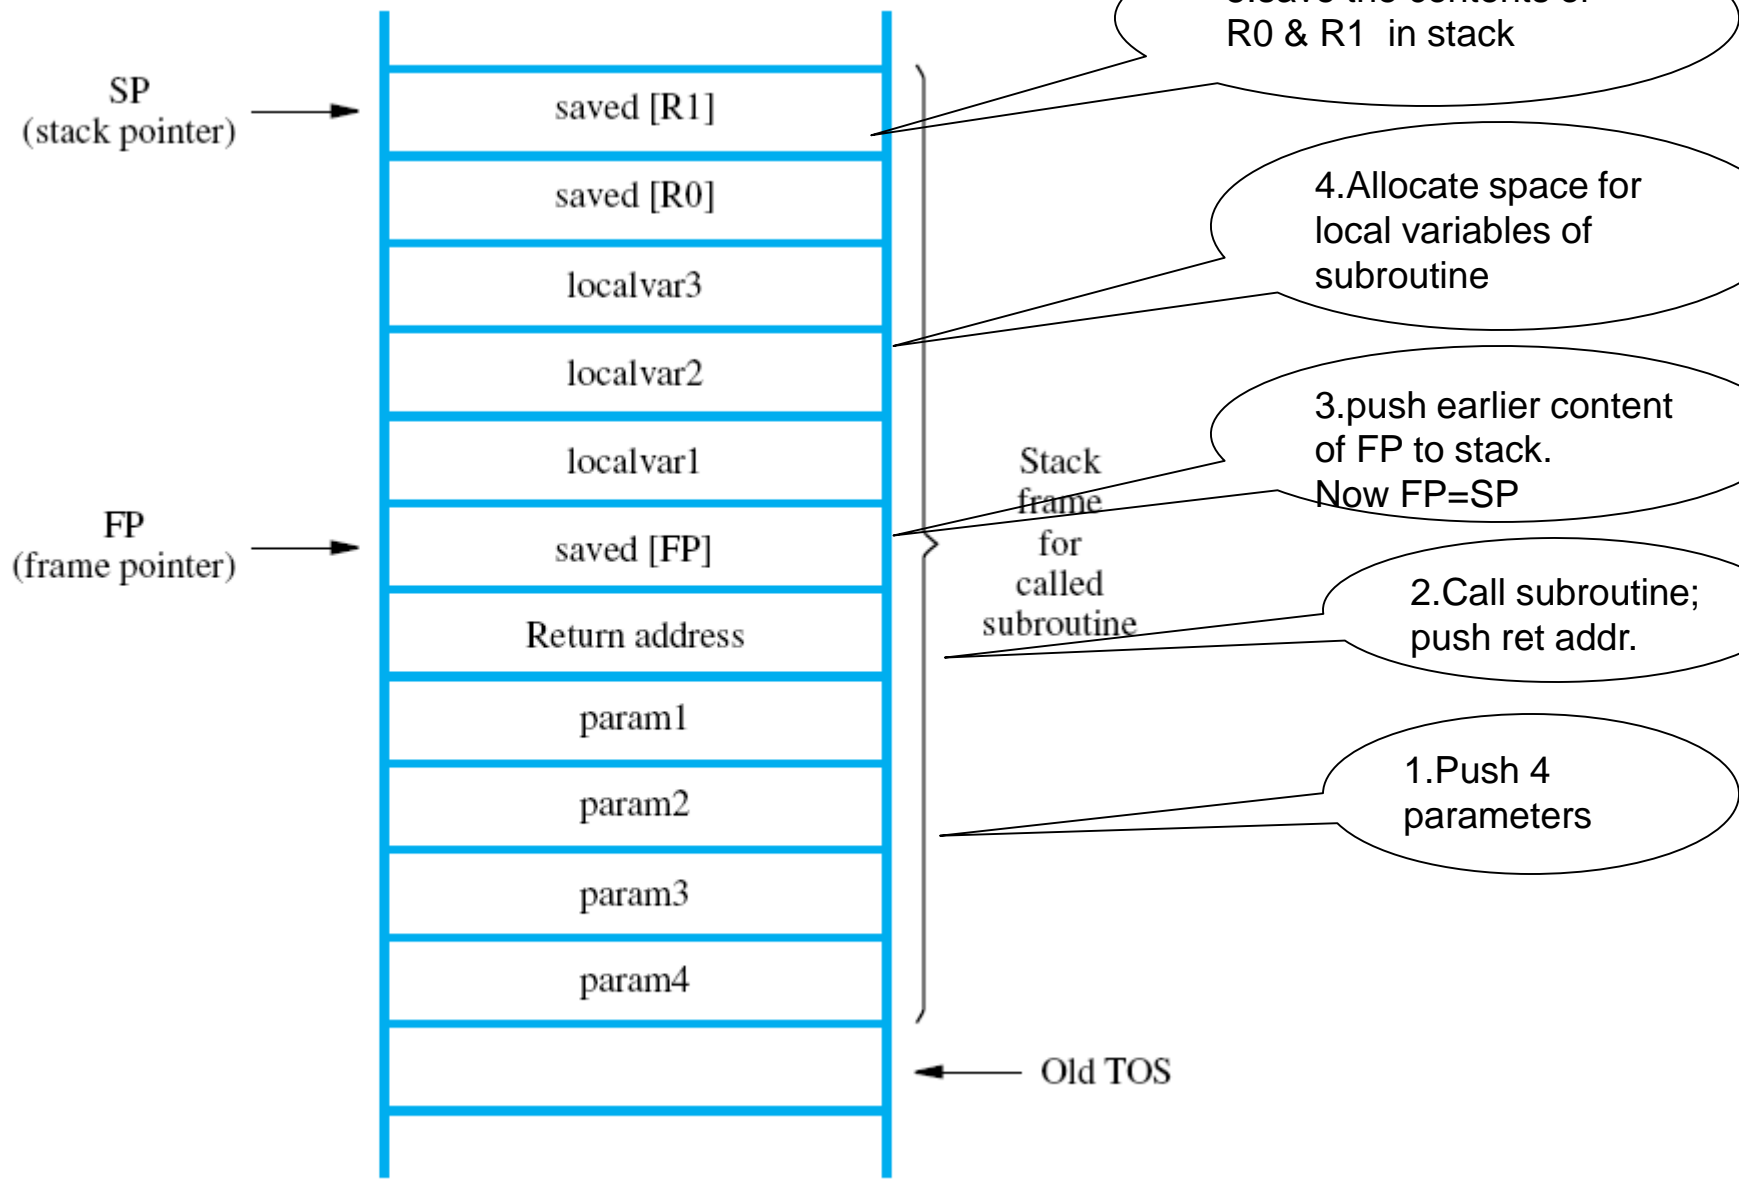 R0 & R1 in stack
SP
(stack pointer)
saved [R1]
saved [R0]
4.Allocate space for
local variables of
subroutine
localvar3
localvar2
3.push earlier content
of FP to stack.
Now FP=SP
localvar1
Stack
frame
for
called
subroutine
FP
(frame pointer)
saved [FP]
2.Call subroutine;
push ret addr.
Return address
param1
1.Push 4
parameters
param2
param3
param4
Old TOS